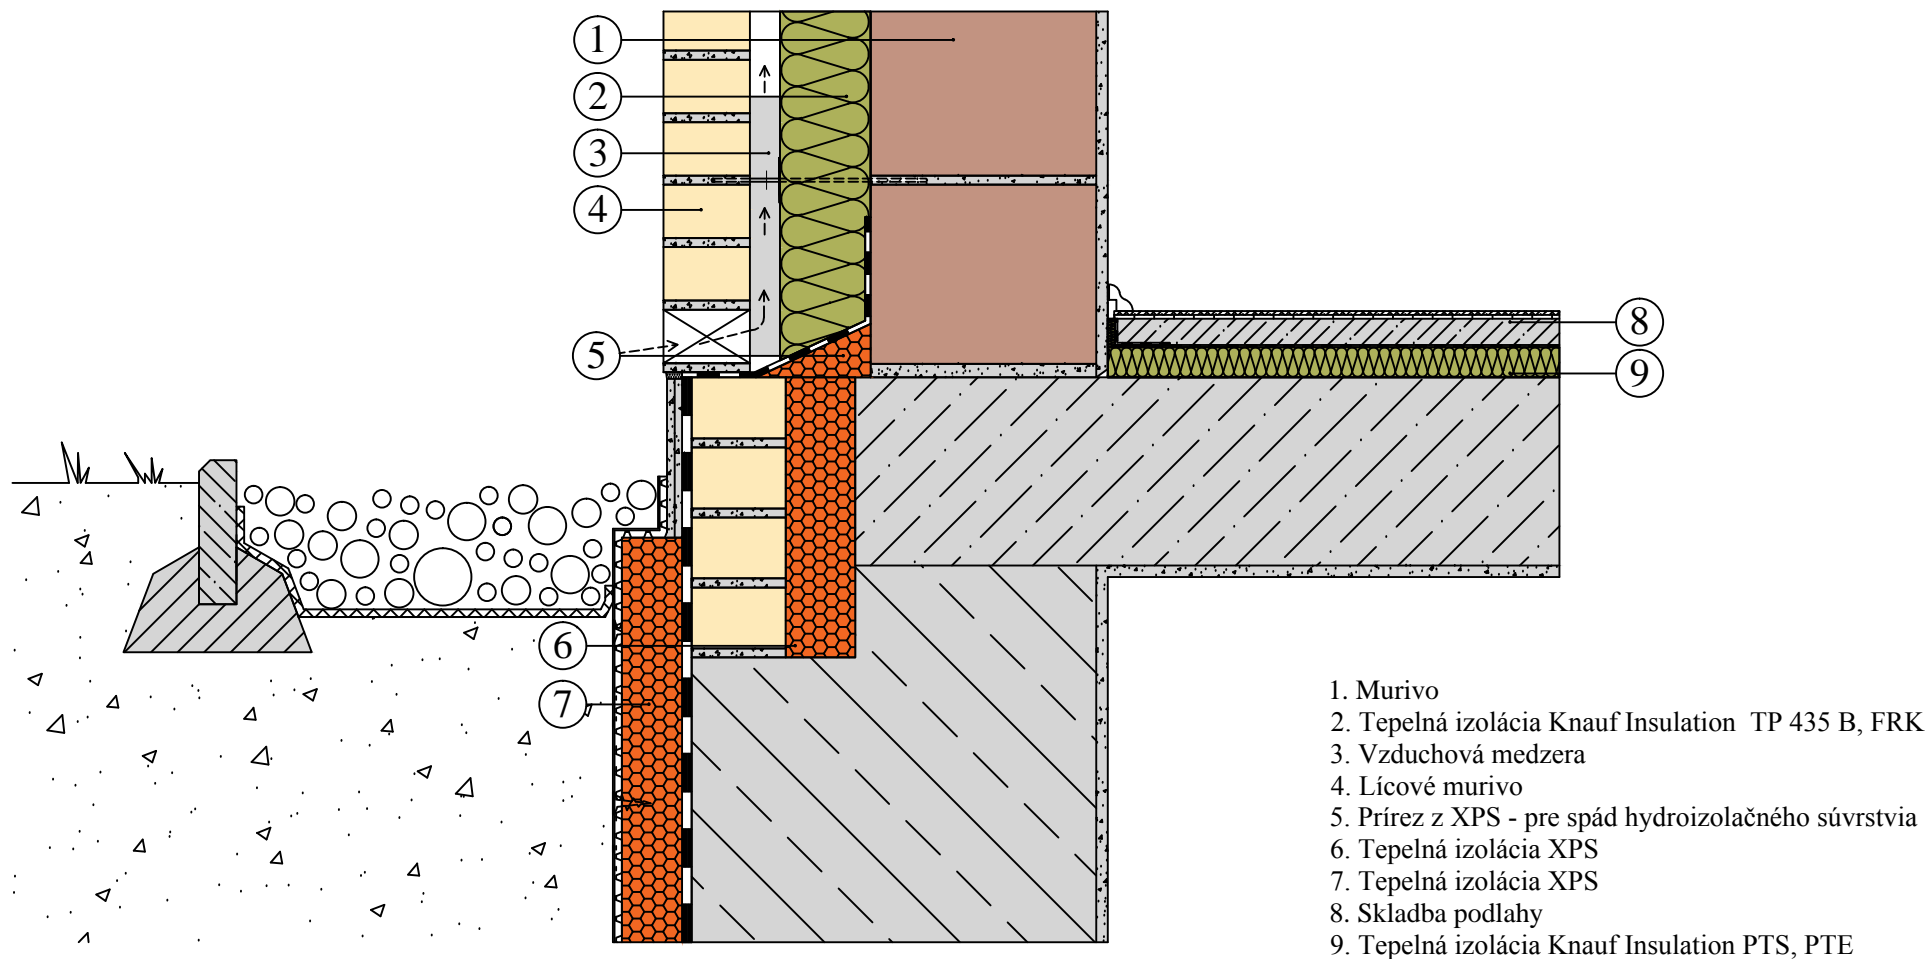 1
2
3
4
5
6
7
8
9
1. Murivo
2. Tepelná izolácia Knauf Insulation TP 435 B, FRK
3. Vzduchová medzera
4. Lícové murivo
5. Prírez z XPS - pre spád hydroizolačného súvrstvia
6. Tepelná izolácia XPS
7. Tepelná izolácia XPS
8. Skladba podlahy
9. Tepelná izolácia Knauf Insulation PTS, PTE